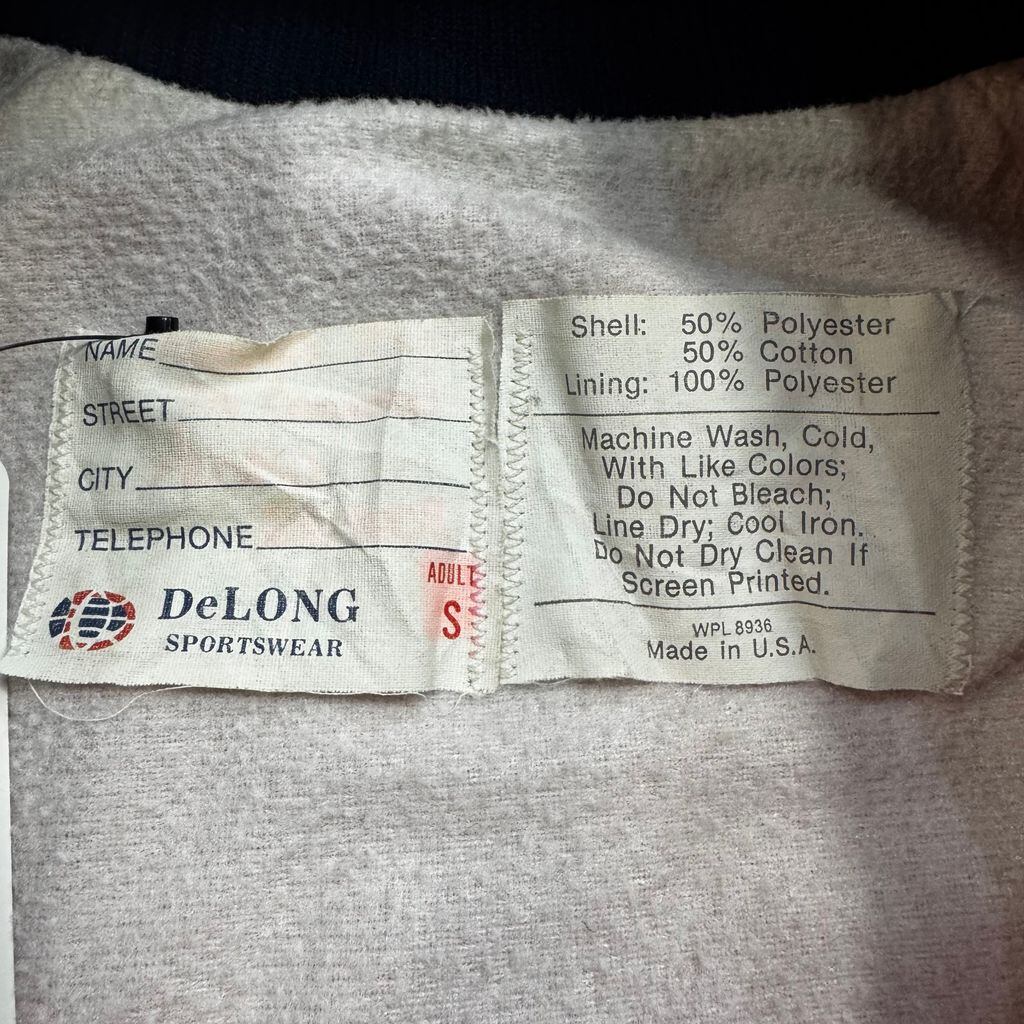 NAME
STREET
CITY
TELEPHONE
ADULT
S
DeLONG
SPORTSWEAR
Shell: 50% Polyester
50% Cotton
Lining: 100% Polyester
Machine Wash, Cold,
With Like Colors;
Do Not Bleach;
Line Dry; Cool Iron.
Do Not Dry Clean If
Screen Printed.
WPL 8936
Made in U.S.A.